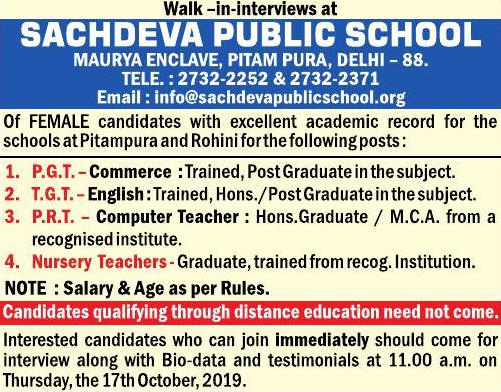 Walk –in-interviews at
SACHDEVA PUBLIC SCHOOL
MAURYA ENCLAVE, PITAM PURA, DELHI – 88.
TELE. : 2732-2252 & 2732-2371
Email : info@sachdevapublicschool.org
Of FEMALE candidates with excellent academic record for the
schools at Pitampura and Rohini for the following posts :
1. P.G.T. – Commerce : Trained, Post Graduate in the subject.
2. T.G.T. – English : Trained, Hons./Post Graduate in the subject.
3. P.R.T. – Computer Teacher : Hons.Graduate / M.C.A. from a
recognised institute.
4. Nursery Teachers - Graduate, trained from recog. Institution.
NOTE : Salary & Age as per Rules.
Candidates qualifying through distance education need not come.
Interested candidates who can join immediately should come for
interview along with Bio-data and testimonials at 11.00 a.m. on
Thursday, the 17th October, 2019.